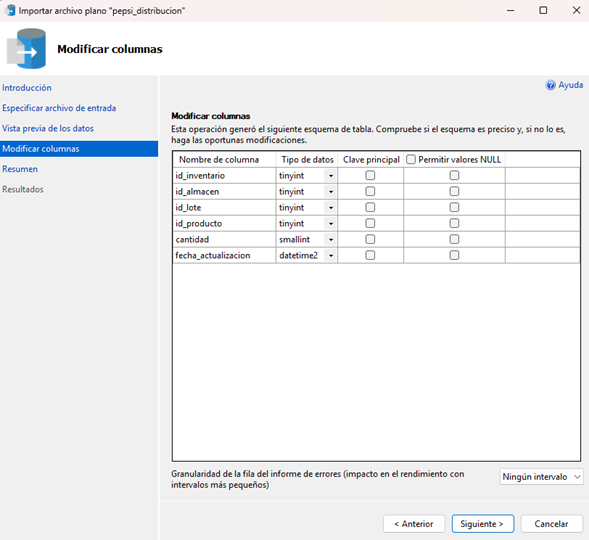 Importar archivo plano "pepsi_distribucion"
Modificar columnas
Introducción
Especificar archivo de entrada
Vista previa de los datos
Modificar columnas
Resumen
Resultados
Ayuda
Modificar columnas
Esta operación generó el siguiente esquema de tabla. Compruebe si el esquema es preciso y, si no lo es,
haga las oportunas modificaciones.
Nombre de columna Tipo de datos Clave principal Permitir valores NULL
id_inventario tinyint
id_almacen tinyint
id_lote tinyint
id_producto tinyint
cantidad smallint
fecha_actualizacion datetime2
Granularidad de la fila del informe de errores (impacto en el rendimiento con
intervalos más pequeños)
Ningún intervalo
< Anterior Siguiente > Cancelar